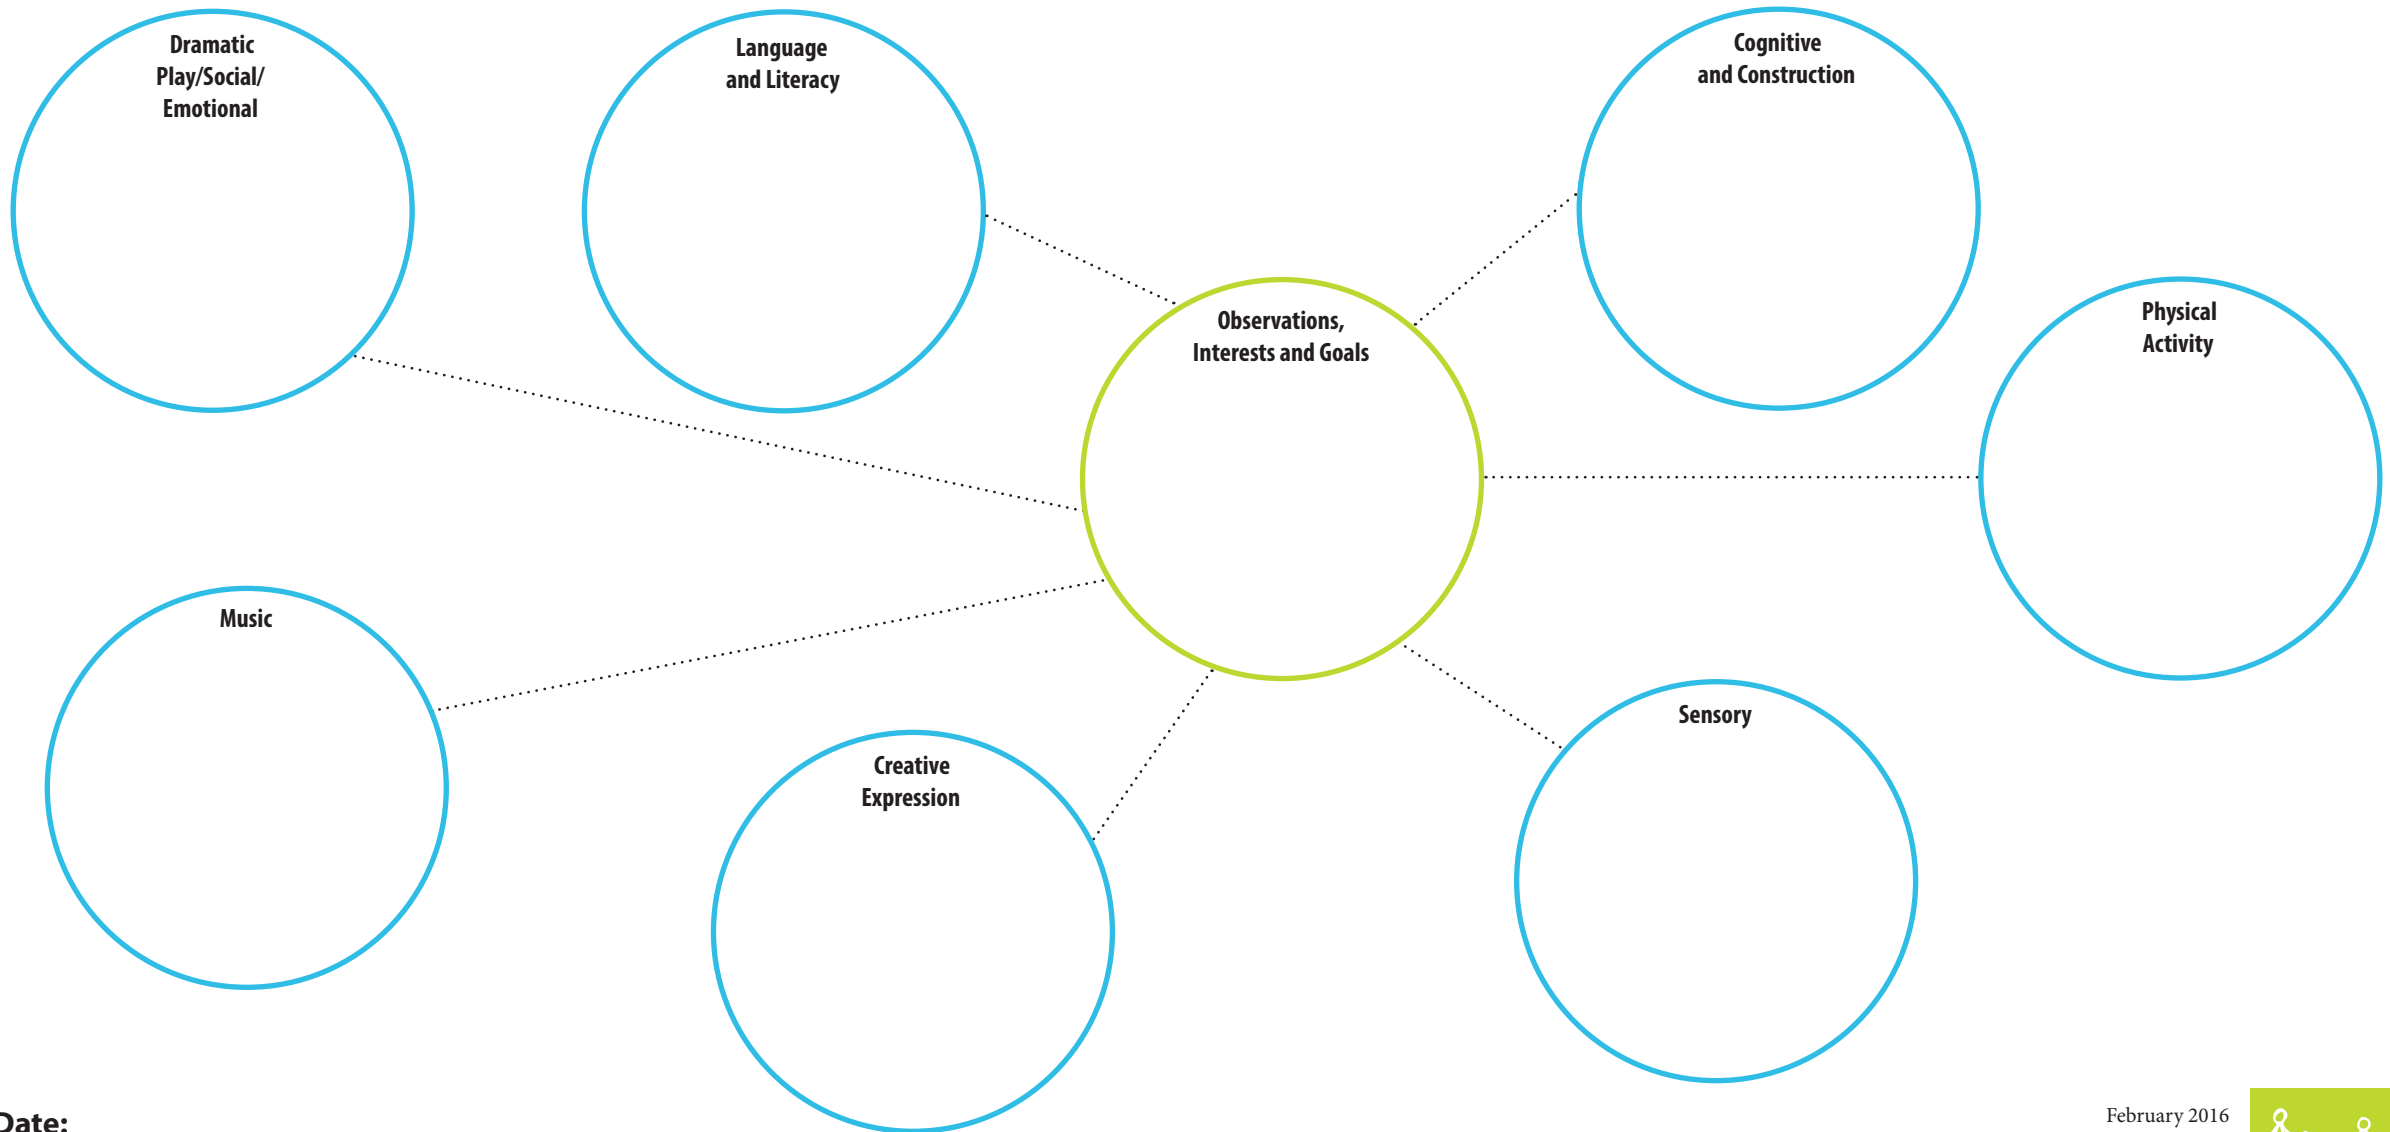 Dramatic
Play/Social/
Emotional
Language
and Literacy
Cognitive
and Construction
Observations,
Interests and Goals
Physical
Activity
Music
Sensory
Creative
Expression
Date:
February 2016